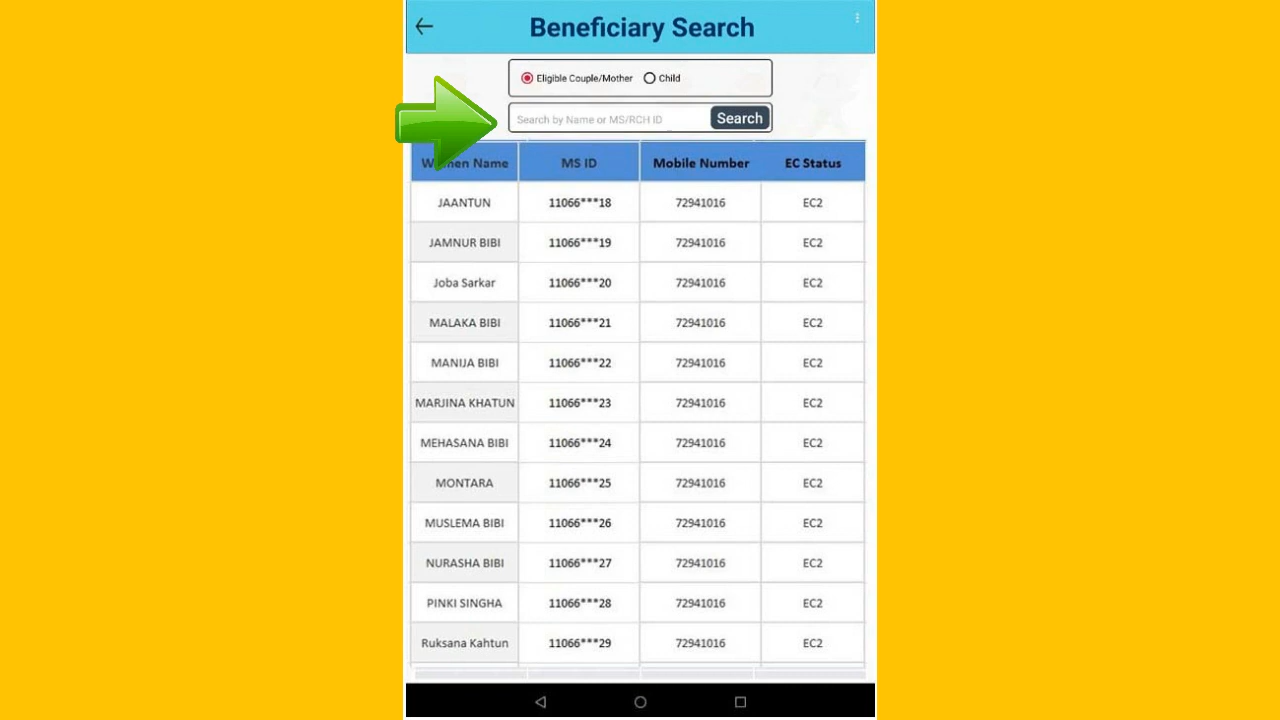 Beneficiary Search
Eligible Couple/Mother Child
Search by Name or MS/RCH ID Search
Women Name MS ID Mobile Number EC Status
JAANTUN 11066***18 72941016 EC2
JAMNUR BIBI 11066***19 72941016 EC2
Joba Sarkar 11066***20 72941016 EC2
MALAKA BIBI 11066***21 72941016 EC2
MANIJA BIBI 11066***22 72941016 EC2
MARJINA KHATUN 11066***23 72941016 EC2
MEHASANA BIBI 11066***24 72941016 EC2
MONTARA 11066***25 72941016 EC2
MUSLEMA BIBI 11066***26 72941016 EC2
NURASHA BIBI 11066***27 72941016 EC2
PINKI SINGHA 11066***28 72941016 EC2
Ruksana Kahtun 11066***29 72941016 EC2